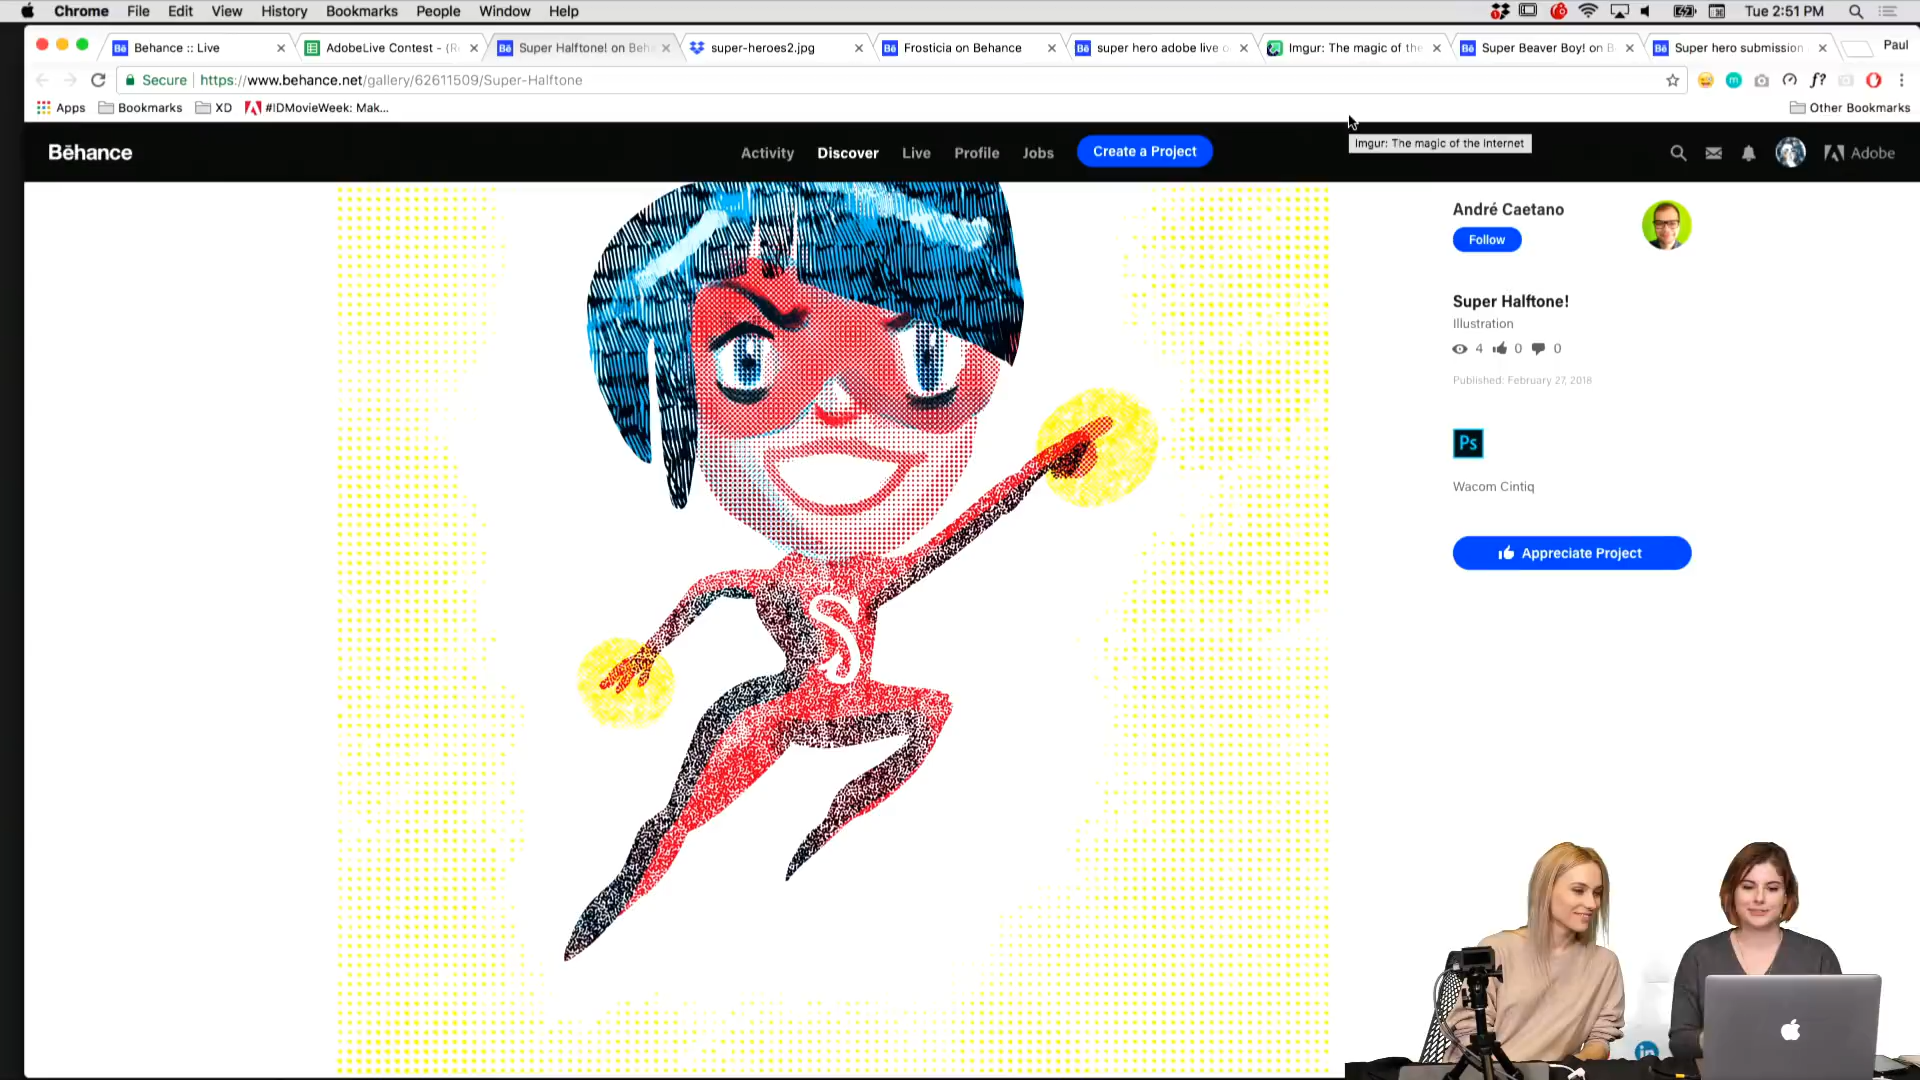 Chrome File Edit View History Bookmarks People Window Help Tue 2:51 PM
Behance :: Live
AdobeLive Contest - (R
Super Halftone! on Beh
super-heroes2.jpg
Frosticia on Behance
super hero adobe live
Imgur: The magic of the
Super Beaver Boy! on B
Super hero submission
Paul
Secure https://www.behance.net/gallery/62611509/Super-Halftone
f?
Apps Bookmarks XD #IDMovieWeek: Mak... Other Bookmarks
Bēhance Activity Discover Live Profile Jobs Create a Project Adobe
Imgur: The magic of the Internet
André Caetano
Follow
Super Halftone!
Illustration
4 0 0
Published: February 27, 2018
Ps
Wacom Cintiq
Appreciate Project
S
in